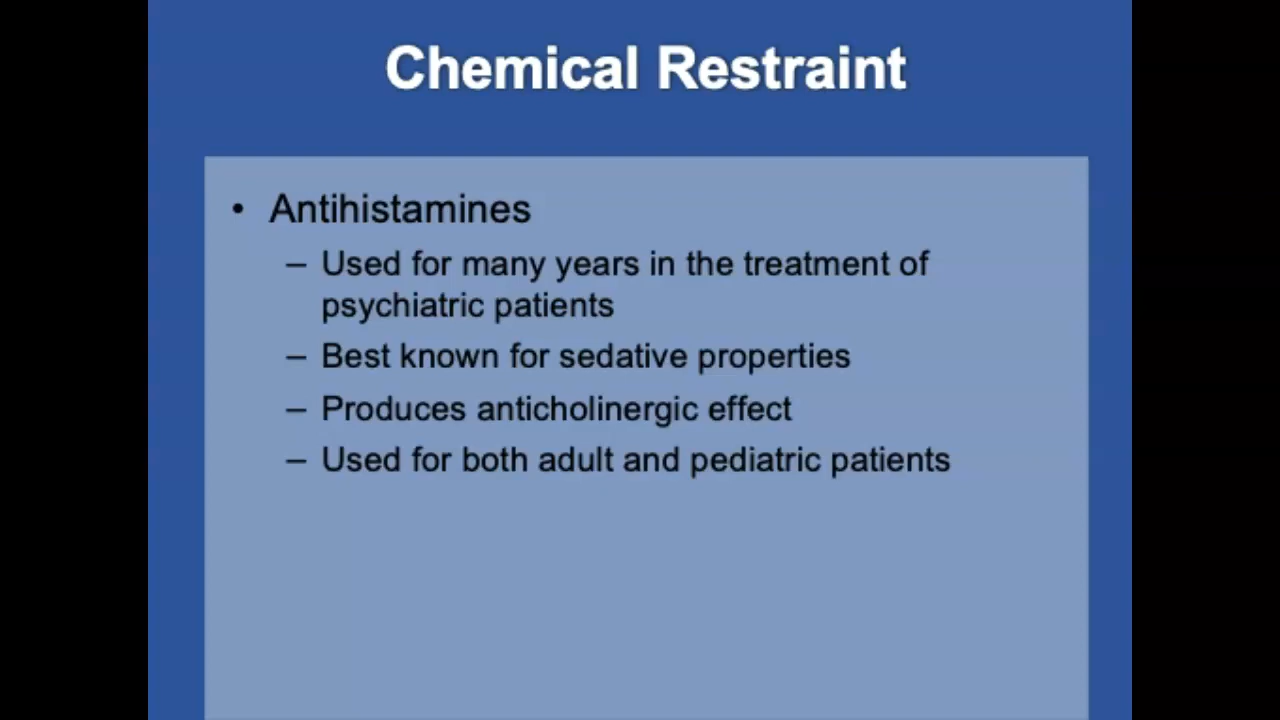 Chemical Restraint
• Antihistamines
– Used for many years in the treatment of
psychiatric patients
– Best known for sedative properties
– Produces anticholinergic effect
– Used for both adult and pediatric patients